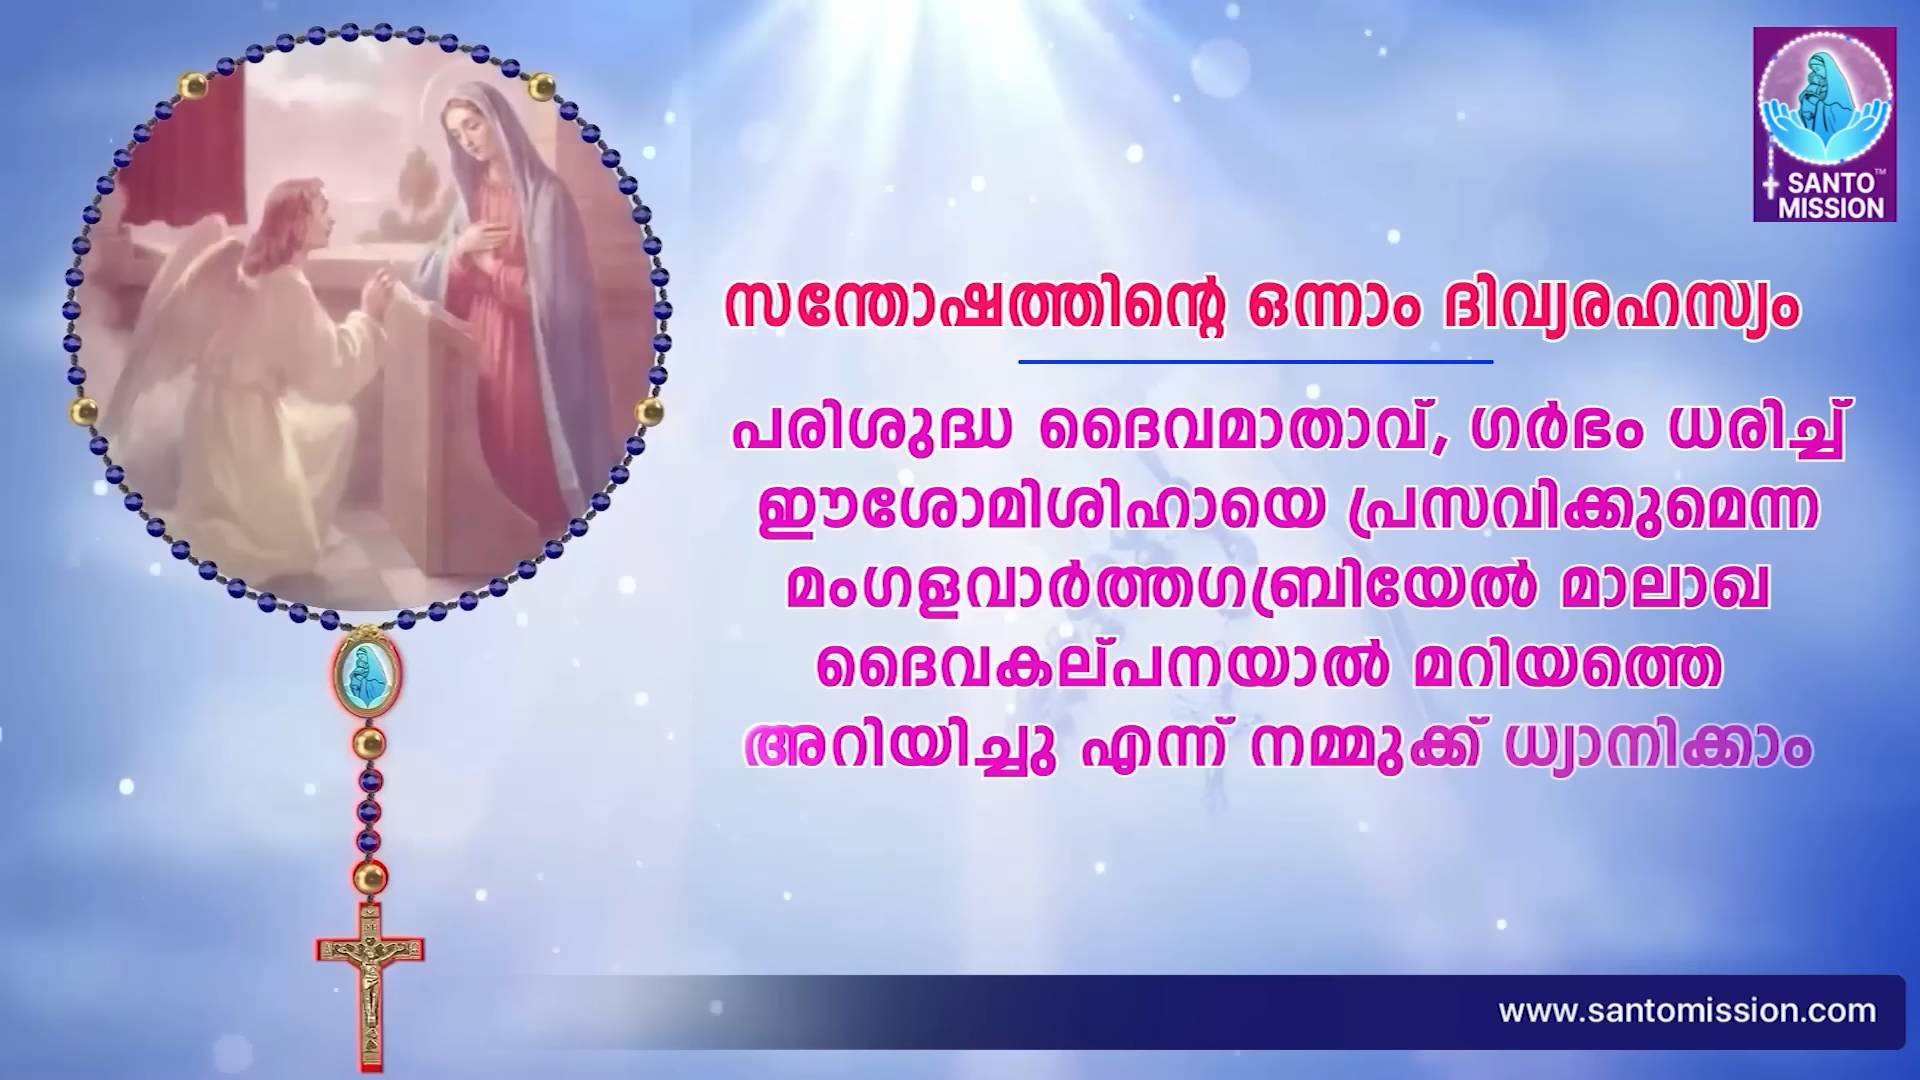 SANTO™
MISSION
സന്തോഷത്തിന്റെ ഒന്നാം ദിവ്യരഹസ്യം
പരിശുദ്ധ ദൈവമാതാവ്, ഗർഭം ധരിച്ച്
ഈശോമിശിഹായെ പ്രസവിക്കുമെന്ന
മംഗളവാർത്തഗബ്രിയേൽ മാലാഖ
ദൈവകല്പനയാൽ മറിയത്തെ
അറിയിച്ചു എന്ന് നമ്മുക്ക് ധ്യാനിക്കാം
www.santomission.com